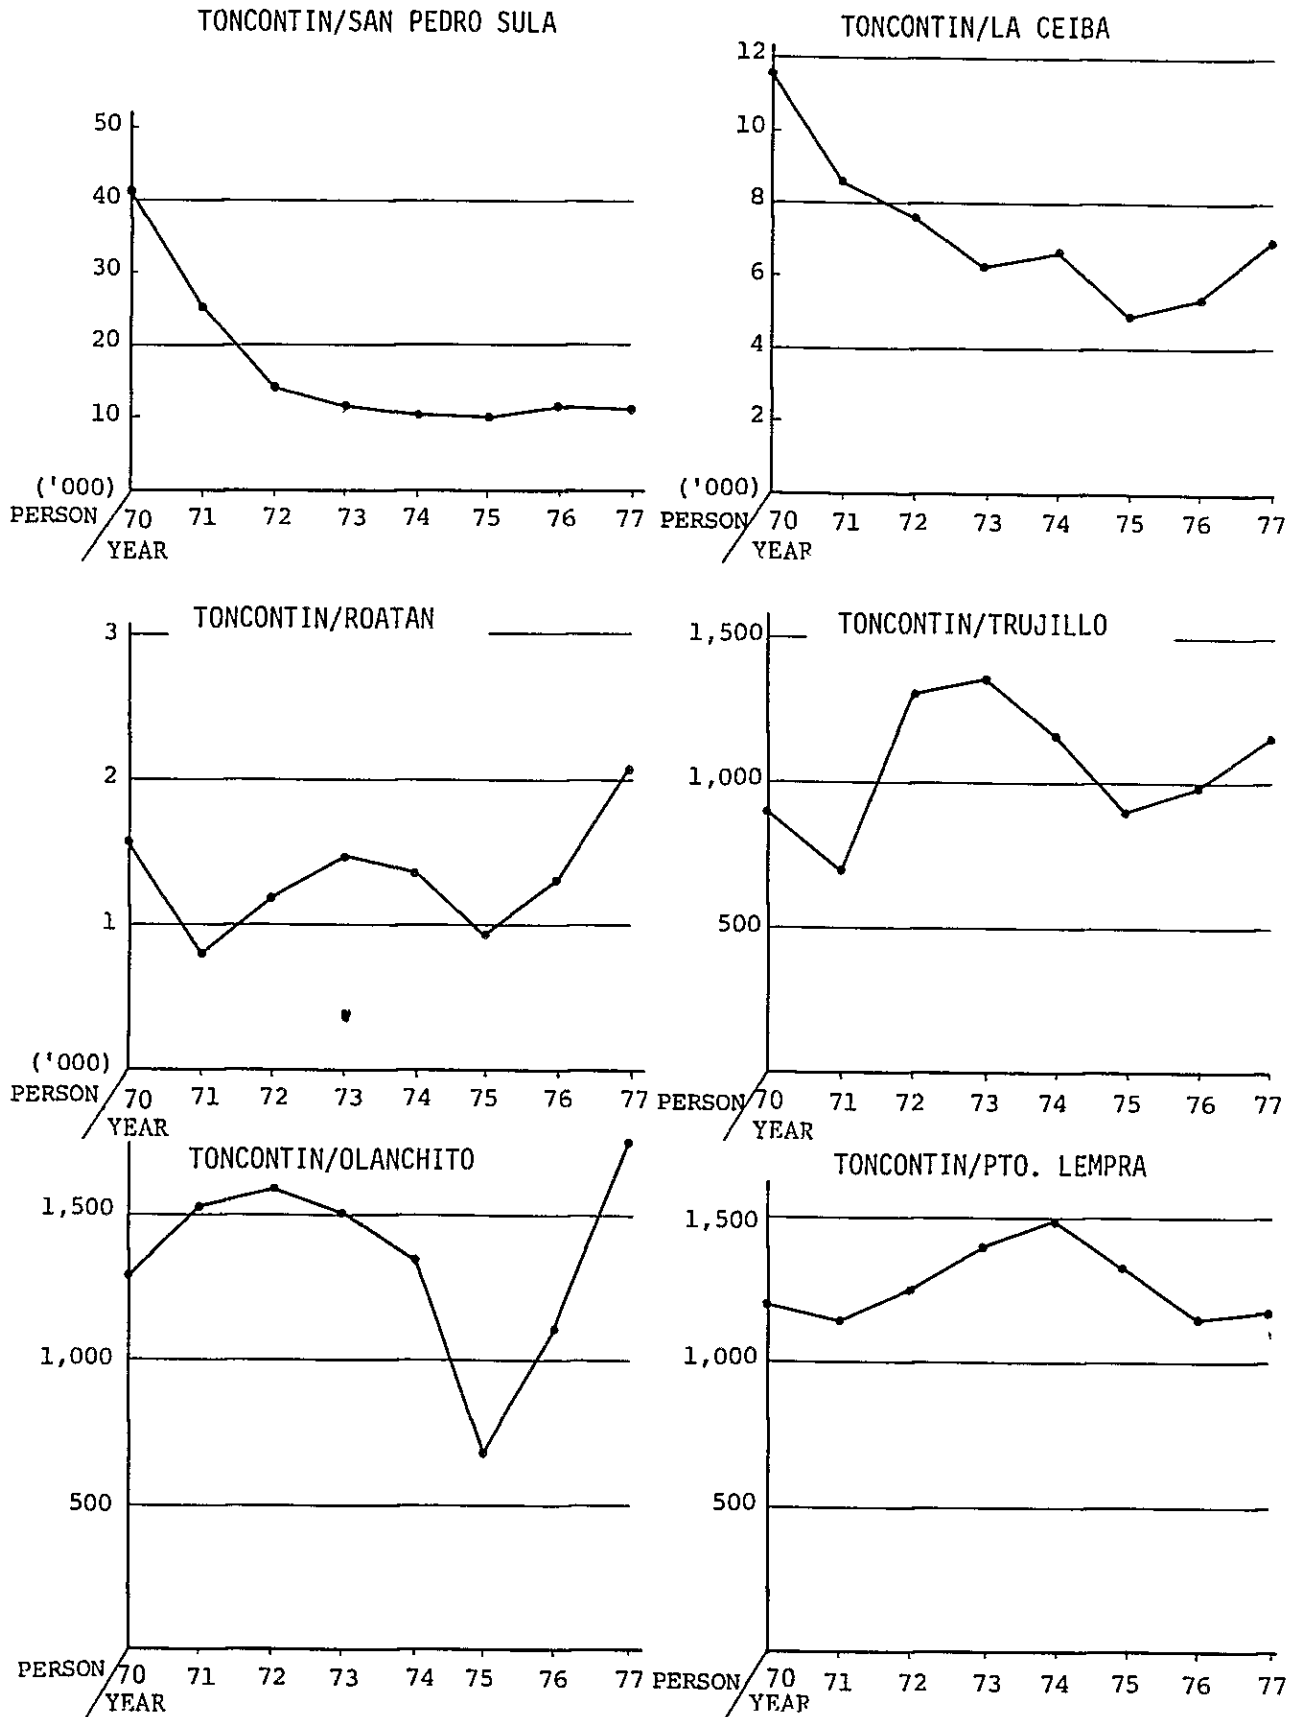 TONCONTIN/SAN PEDRO SULA
50
40
30
20
10
('000)
PERSON/YEAR
70 71 72 73 74 75 76 77
TONCONTIN/LA CEIBA
12
10
8
6
4
2
('000)
PERSON/YEAR
70 71 72 73 74 75 76 77
TONCONTIN/ROATAN
3
2
1
('000)
PERSON/YEAR
70 71 72 73 74 75 76 77
TONCONTIN/TRUJILLO
1,500
1,000
500
PERSON/YEAR
70 71 72 73 74 75 76 77
TONCONTIN/OLANCHITO
1,500
1,000
500
PERSON/YEAR
70 71 72 73 74 75 76 77
TONCONTIN/PTO. LEMPRA
1,500
1,000
500
PERSON/YEAR
70 71 72 73 74 75 76 77